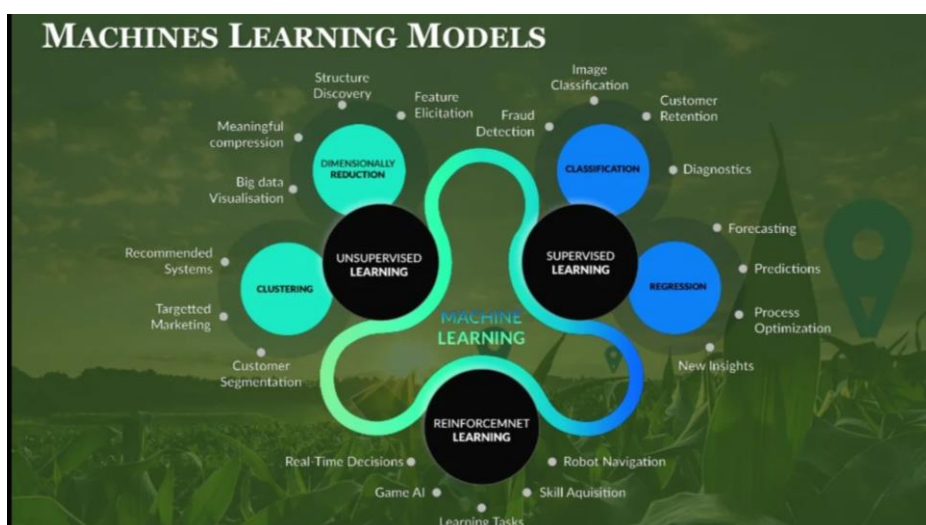 MACHINES LEARNING MODELS
Structure
Discovery
Feature
Elicitation
Meaningful
compression
DIMENSIONALLY
REDUCTION
Big data
Visualisation
UNSUPERVISED
LEARNING
Recommended
Systems
CLUSTERING
Targetted
Marketing
Customer
Segmentation
Image
Classification
Fraud
Detection
Customer
Retention
CLASSIFICATION
Diagnostics
SUPERVISED
LEARNING
Forecasting
REGRESSION
Predictions
Process
Optimization
New Insights
MACHINE
LEARNING
REINFORCEMNET
LEARNING
Real-Time Decisions
Robot Navigation
Game AI
Skill Aquisition
Learning Tasks